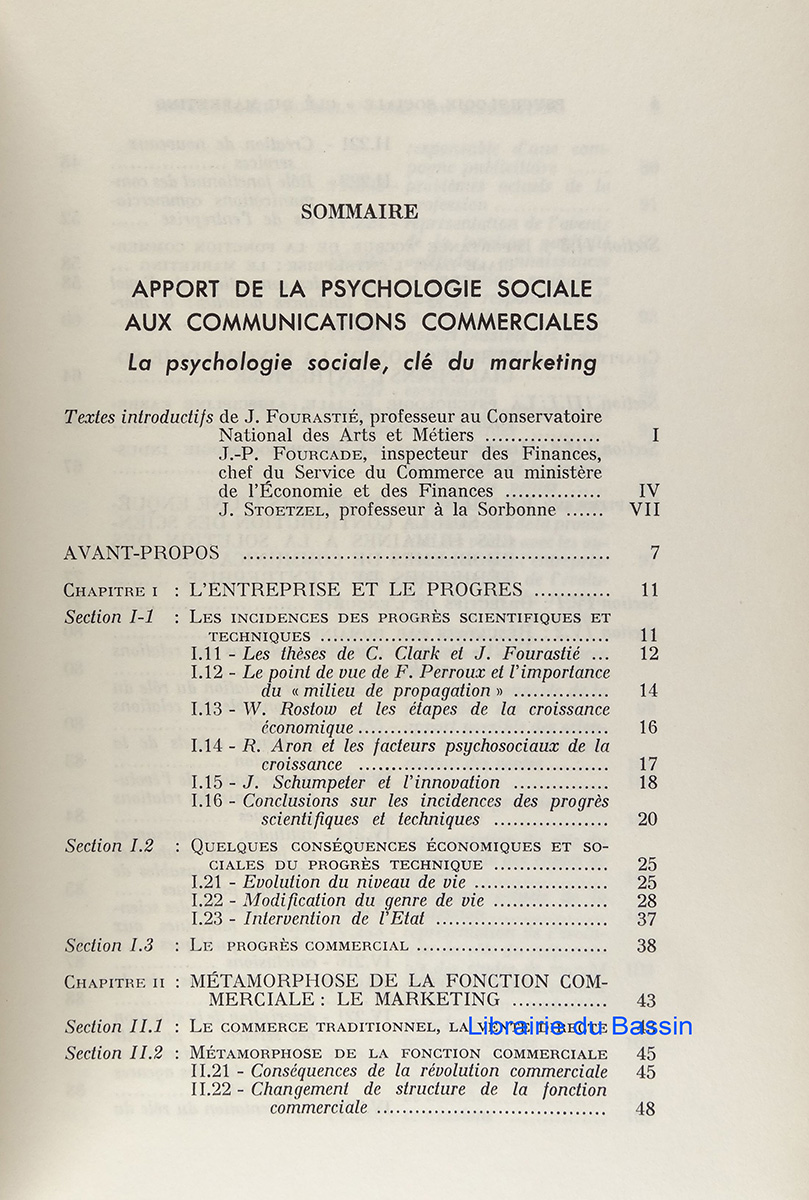 SOMMAIRE
APPORT DE LA PSYCHOLOGIE SOCIALE
AUX COMMUNICATIONS COMMERCIALES
La psychologie sociale, clé du marketing
Textes introductifs de J. FOURASTIÉ, professeur au Conservatoire
National des Arts et Métiers .................. I
J.-P. FOURCADE, inspecteur des Finances,
chef du Service du Commerce au ministère
de l'Économie et des Finances ............... IV
J. STOETZEL, professeur à la Sorbonne ...... VII
AVANT-PROPOS ...................................................... 7
CHAPITRE I : L'ENTREPRISE ET LE PROGRES ............ 11
Section I-1 : LES INCIDENCES DES PROGRÈS SCIENTIFIQUES ET
TECHNIQUES ............................................. 11
I.11 - Les thèses de C. Clark et J. Fourastié ... 12
I.12 - Le point de vue de F. Perroux et l'importance
du « milieu de propagation » ............... 14
I.13 - W. Rostow et les étapes de la croissance
économique ....................................... 16
I.14 - R. Aron et les facteurs psychosociaux de la
croissance ....................................... 17
I.15 - J. Schumpeter et l'innovation ............... 18
I.16 - Conclusions sur les incidences des progrès
scientifiques et techniques .................. 20
Section I.2 : QUELQUES CONSÉQUENCES ÉCONOMIQUES ET SO-
CIALES DU PROGRÈS TECHNIQUE .................. 25
I.21 - Evolution du niveau de vie ..................... 25
I.22 - Modification du genre de vie .................. 28
I.23 - Intervention de l'Etat ........................... 37
Section I.3 : LE PROGRÈS COMMERCIAL .............................. 38
CHAPITRE II : MÉTAMORPHOSE DE LA FONCTION COM-
MERCIALE : LE MARKETING ............... 43
Section II.1 : LE COMMERCE TRADITIONNEL, LA VENTE DIRECTE
Librairie du Bassin
Section II.2 : MÉTAMORPHOSE DE LA FONCTION COMMERCIALE 45
II.21 - Conséquences de la révolution commerciale 45
II.22 - Changement de structure de la fonction
commerciale .................................... 48